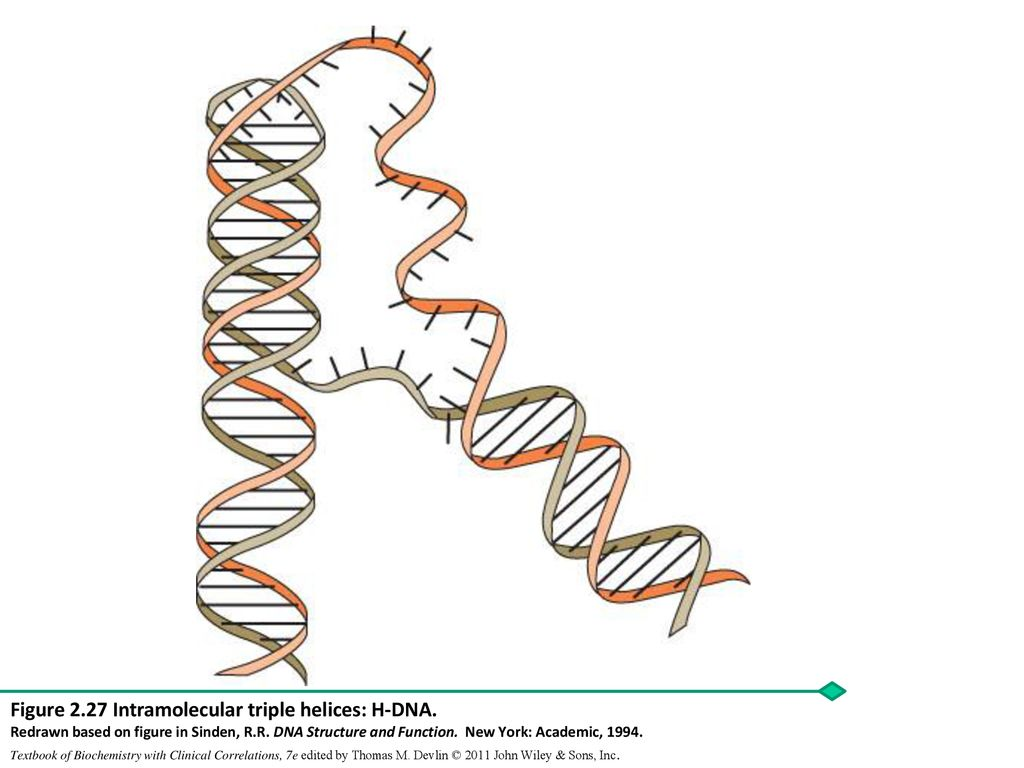 Figure 2.27 Intramolecular triple helices: H-DNA.
Redrawn based on figure in Sinden, R.R. DNA Structure and Function.  New York: Academic, 1994.
Textbook of Biochemistry with Clinical Correlations, 7e edited by Thomas M. Devlin © 2011 John Wiley & Sons, Inc.